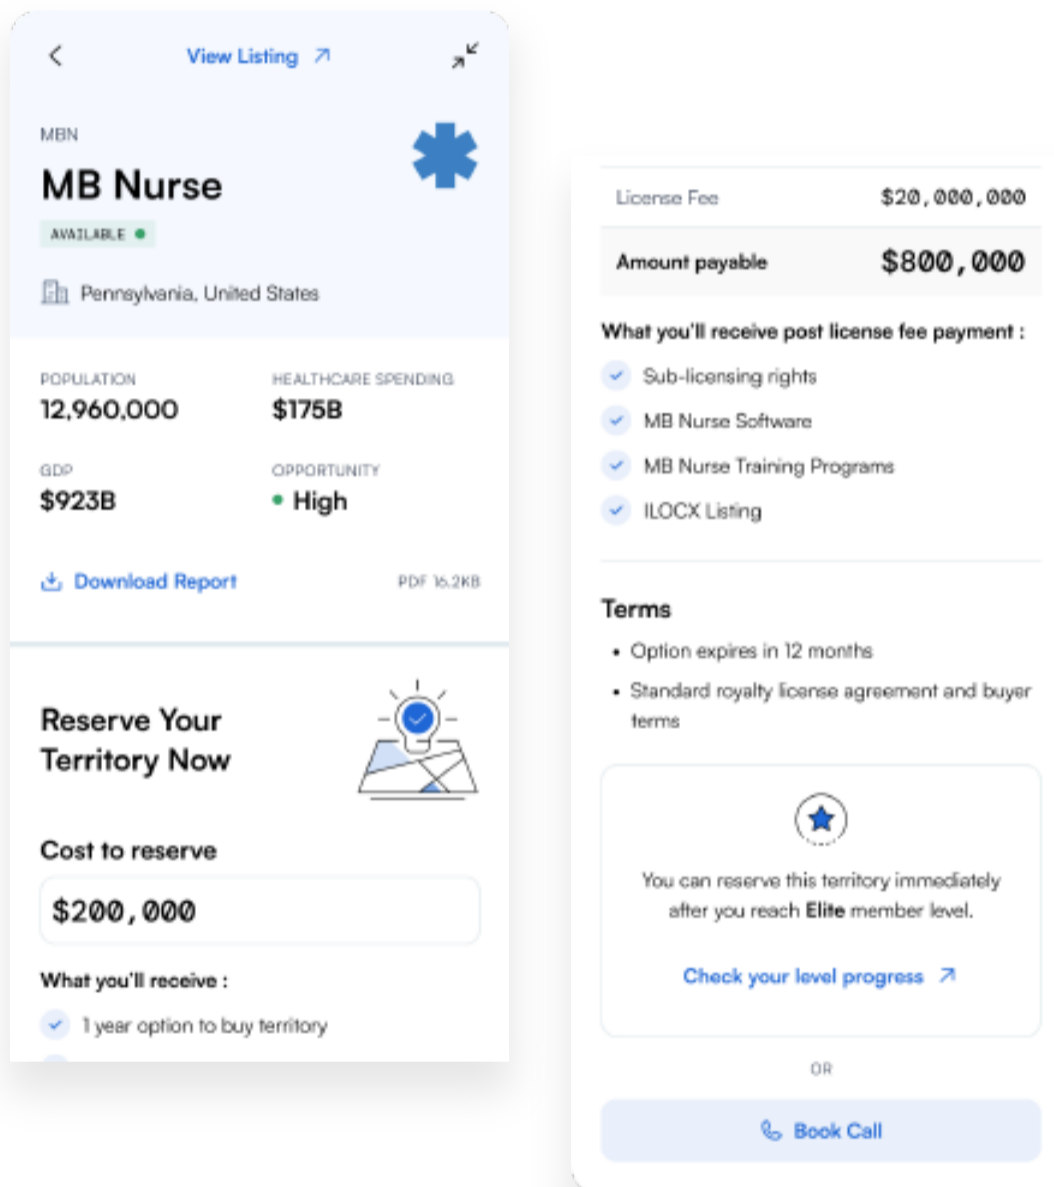 View Listing
MBN
MB Nurse
AVAILABLE
Pennsylvania, United States
POPULATION
12,960,000
HEALTHCARE SPENDING
$175B
GDP
$923B
OPPORTUNITY
High
Download Report
PDF 16.2KB
Reserve Your
Territory Now
Cost to reserve
$200,000
What you'll receive :
1 year option to buy territory
License Fee
$20,000,000
Amount payable
$800,000
What you'll receive post license fee payment :
Sub-licensing rights
MB Nurse Software
MB Nurse Training Programs
ILOCX Listing
Terms
• Option expires in 12 months
• Standard royalty license agreement and buyer
terms
You can reserve this territory immediately
after you reach Elite member level.
Check your level progress
OR
Book Call